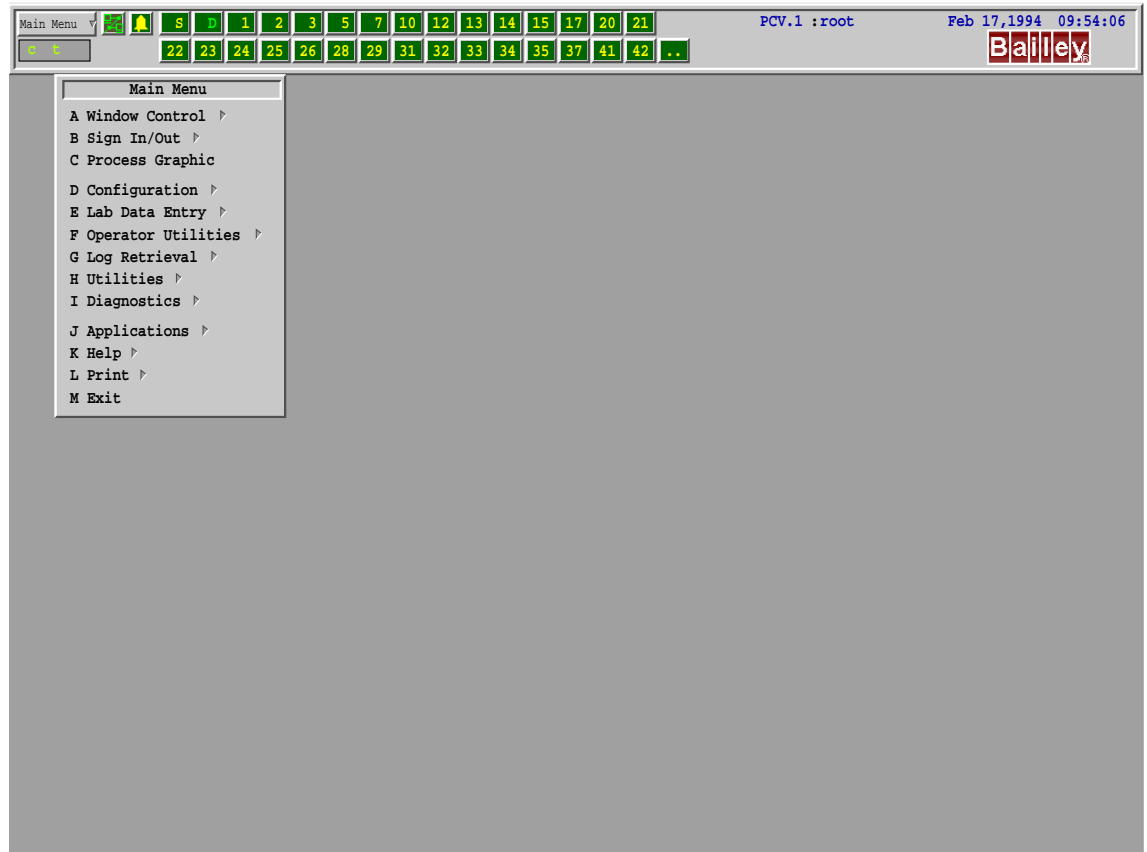 Main Menu S D 1 2 3 5 7 10 12 13 14 15 17 20 21 PCV.1 :root Feb 17,1994 09:54:06
c t 22 23 24 25 26 28 29 31 32 33 34 35 37 41 42 .. Bailey®
Main Menu
A Window Control
B Sign In/Out
C Process Graphic
D Configuration
E Lab Data Entry
F Operator Utilities
G Log Retrieval
H Utilities
I Diagnostics
J Applications
K Help
L Print
M Exit